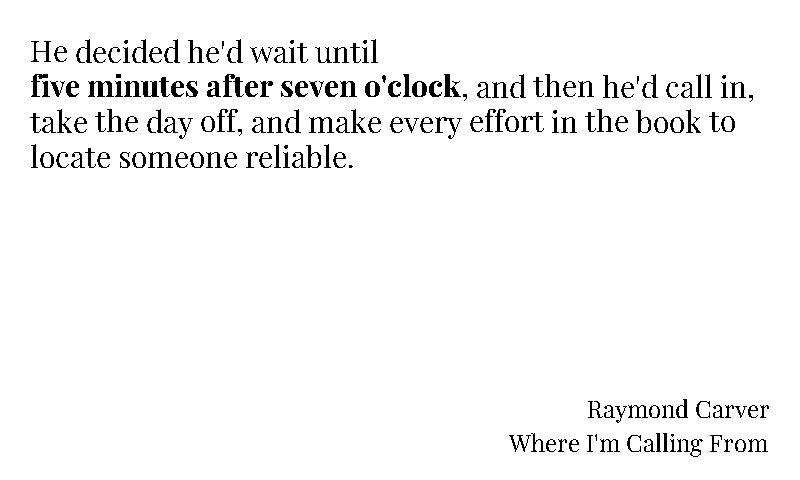 He decided he'd wait until
five minutes after seven o'clock, and then he'd call in,
take the day off, and make every effort in the book to
locate someone reliable.
Raymond Carver
Where I'm Calling From